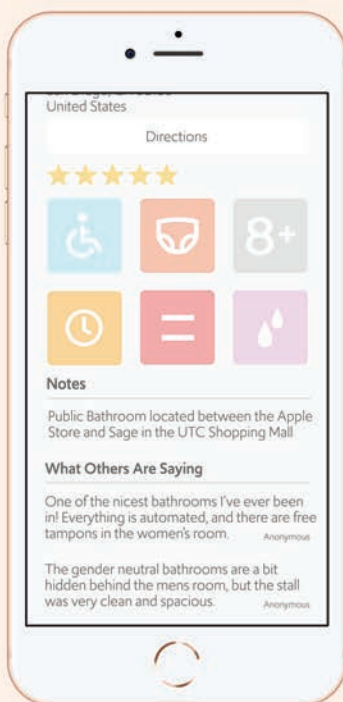 United States
Directions
8+
Notes
Public Bathroom located between the Apple
Store and Sage in the UTC Shopping Mall
What Others Are Saying
One of the nicest bathrooms I've ever been
in! Everything is automated, and there are free
tampons in the women's room. Anonymous
The gender neutral bathrooms are a bit
hidden behind the mens room, but the stall
was very clean and spacious. Anonymous